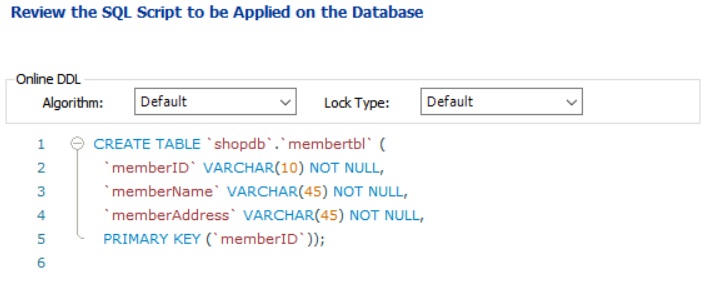 Review the SQL Script to be Applied on the Database
Online DDL
Algorithm: Default Lock Type: Default
1 CREATE TABLE `shopdb`.`membertbl` (
2 `memberID` VARCHAR(10) NOT NULL,
3 `memberName` VARCHAR(45) NOT NULL,
4 `memberAddress` VARCHAR(45) NOT NULL,
5 PRIMARY KEY (`memberID`));
6